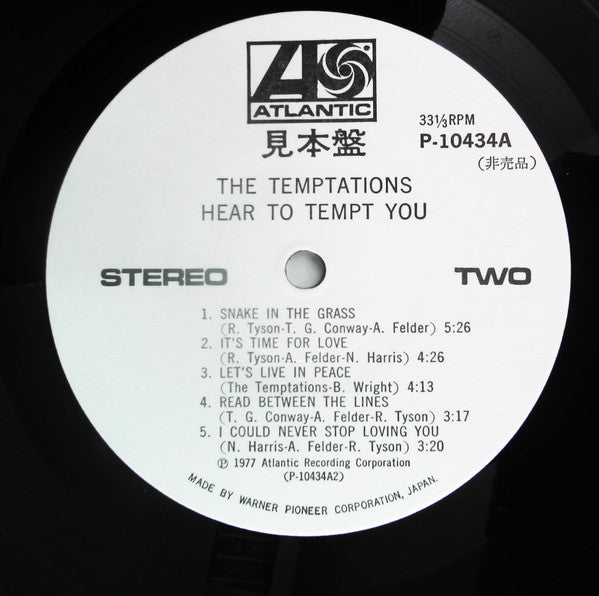 ATLANTIC
見本盤
33⅓RPM
P-10434A
(非売品)
THE TEMPTATIONS
HEAR TO TEMPT YOU
STEREO
TWO
1. SNAKE IN THE GRASS
(R. Tyson-T. G. Conway-A. Felder) 5:26
2. IT'S TIME FOR LOVE
(R. Tyson-A. Felder-N. Harris) 4:26
3. LET'S LIVE IN PEACE
(The Temptations-B. Wright) 4:13
4. READ BETWEEN THE LINES
(T. G. Conway-A. Felder-R. Tyson) 3:17
5. I COULD NEVER STOP LOVING YOU
(N. Harris-A. Felder-R. Tyson) 3:20
℗ 1977 Atlantic Recording Corporation
(P-10434A2)
MADE BY WARNER PIONEER CORPORATION, JAPAN.